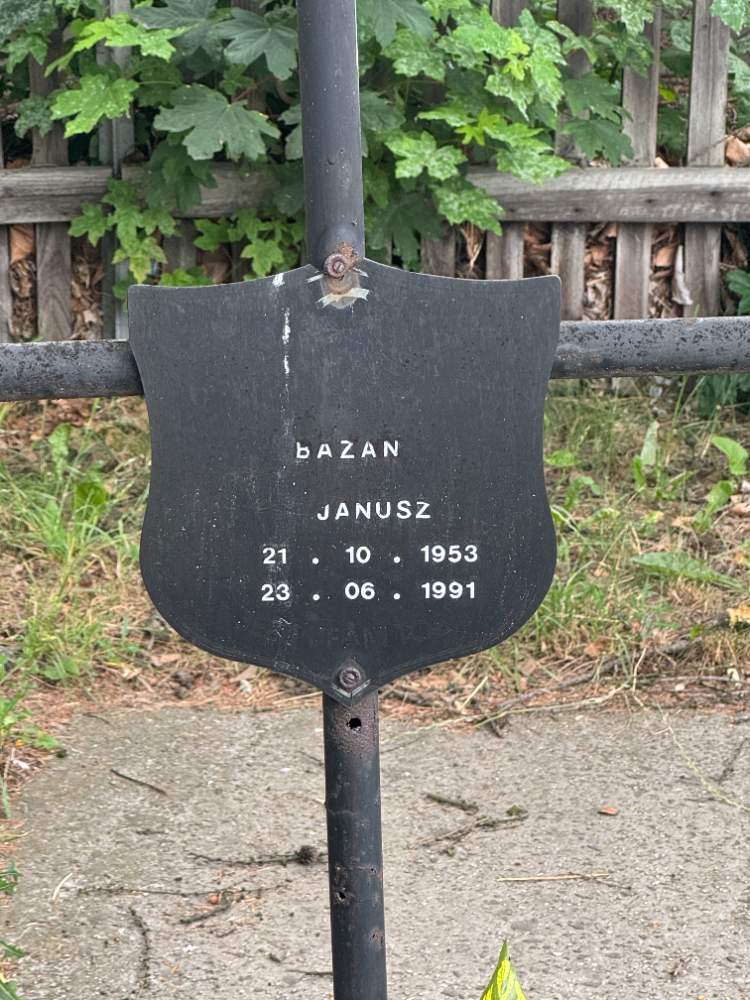 BAZAN
JANUSZ
21 . 10 . 1953
23 . 06 . 1991